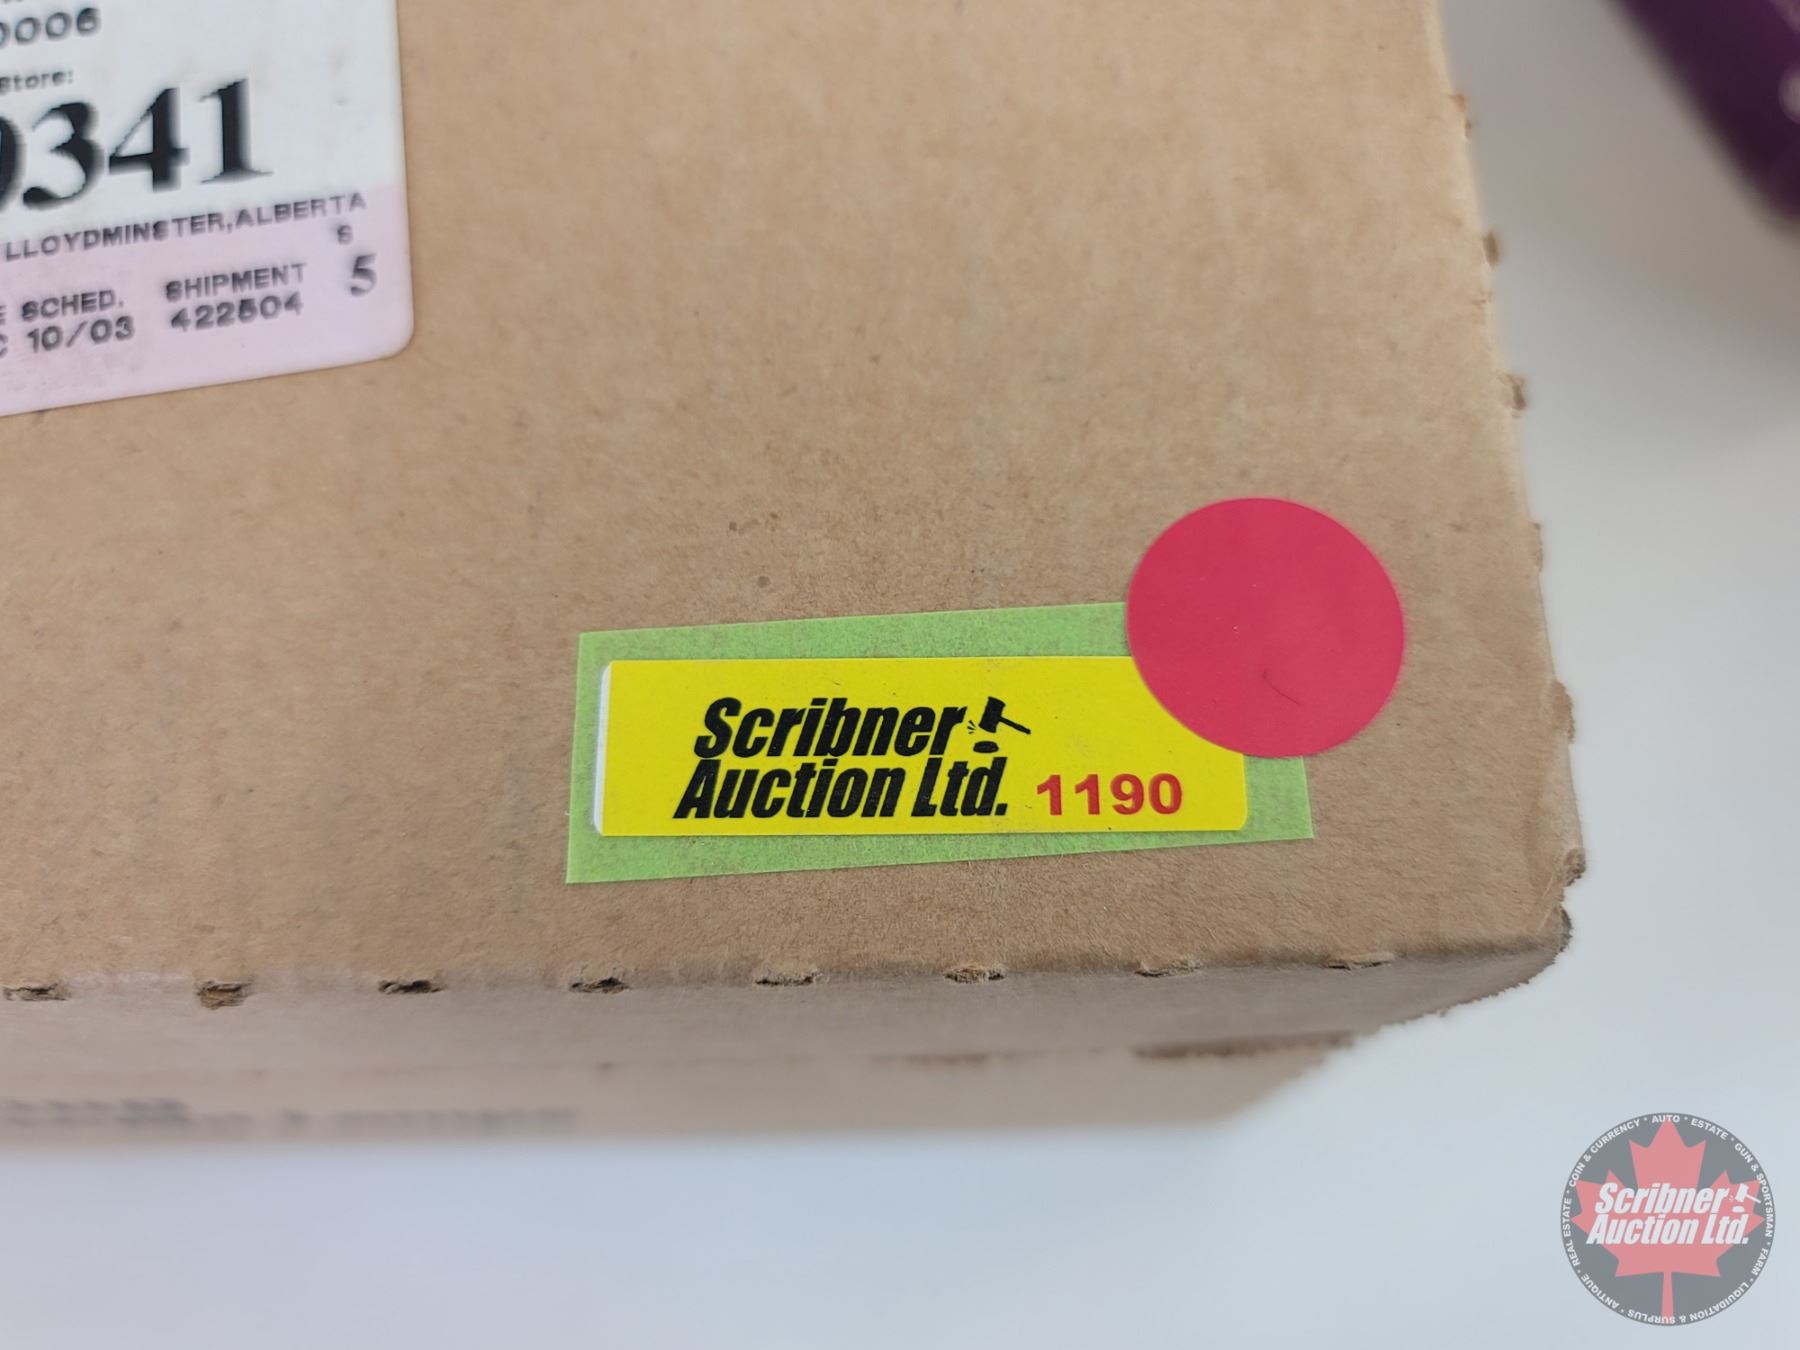 0006
Store:
0341
LLOYDMINSTER,ALBERTA
S
SCHED. SHIPMENT 5
10/03 422504
Scribner
Auction Ltd. 1190
COIN & CURRENCY • AUTO • ESTATE • GUN & SPORTSMAN • FARM • LIQUIDATION & SURPLUS • ANTIQUE • REAL ESTATE •
Scribner
Auction Ltd.